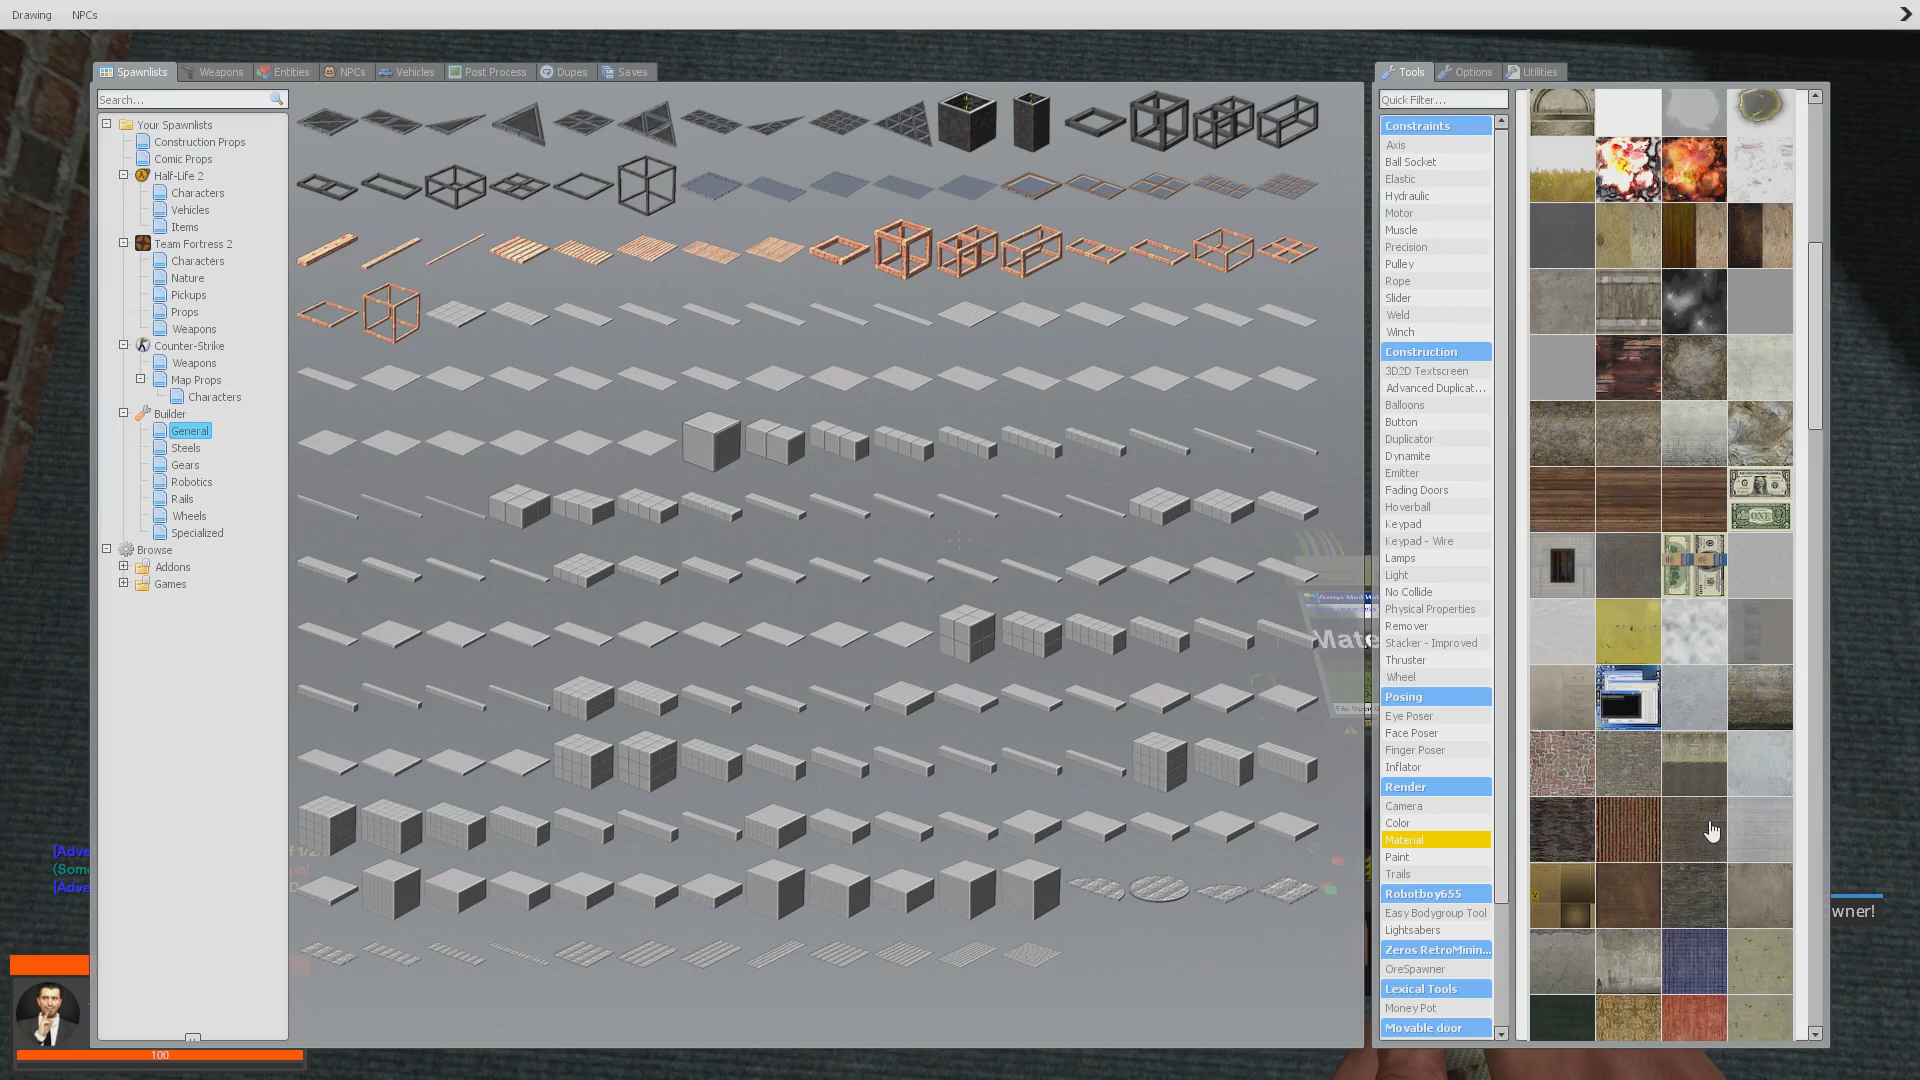 Drawing NPCs
Spawnlists Weapons Entities NPCs Vehicles Post Process Dupes Saves
Tools Options Utilities
Search...
Your Spawnlists
Construction Props
Comic Props
Half-Life 2
Characters
Vehicles
Items
Team Fortress 2
Characters
Nature
Pickups
Props
Weapons
Counter-Strike
Weapons
Map Props
Characters
Builder
General
Steels
Gears
Robotics
Rails
Wheels
Specialized
Browse
Addons
Games
Quick Filter...
Constraints
Axis
Ball Socket
Elastic
Hydraulic
Motor
Muscle
Precision
Pulley
Rope
Slider
Weld
Winch
Construction
3D2D Textscreen
Advanced Duplicat...
Balloons
Button
Duplicator
Dynamite
Emitter
Fading Doors
Hoverball
Keypad
Keypad - Wire
Lamps
Light
No Collide
Physical Properties
Remover
Stacker - Improved
Thruster
Wheel
Posing
Eye Poser
Face Poser
Finger Poser
Inflator
Render
Camera
Color
Material
Paint
Trails
Robotboy655
Easy Bodygroup Tool
Lightsabers
Zeros RetroMinin...
OreSpawner
Lexical Tools
Money Pot
Movable door
Mate
ONE
[Adve
(Som
[Adve
wner!
100